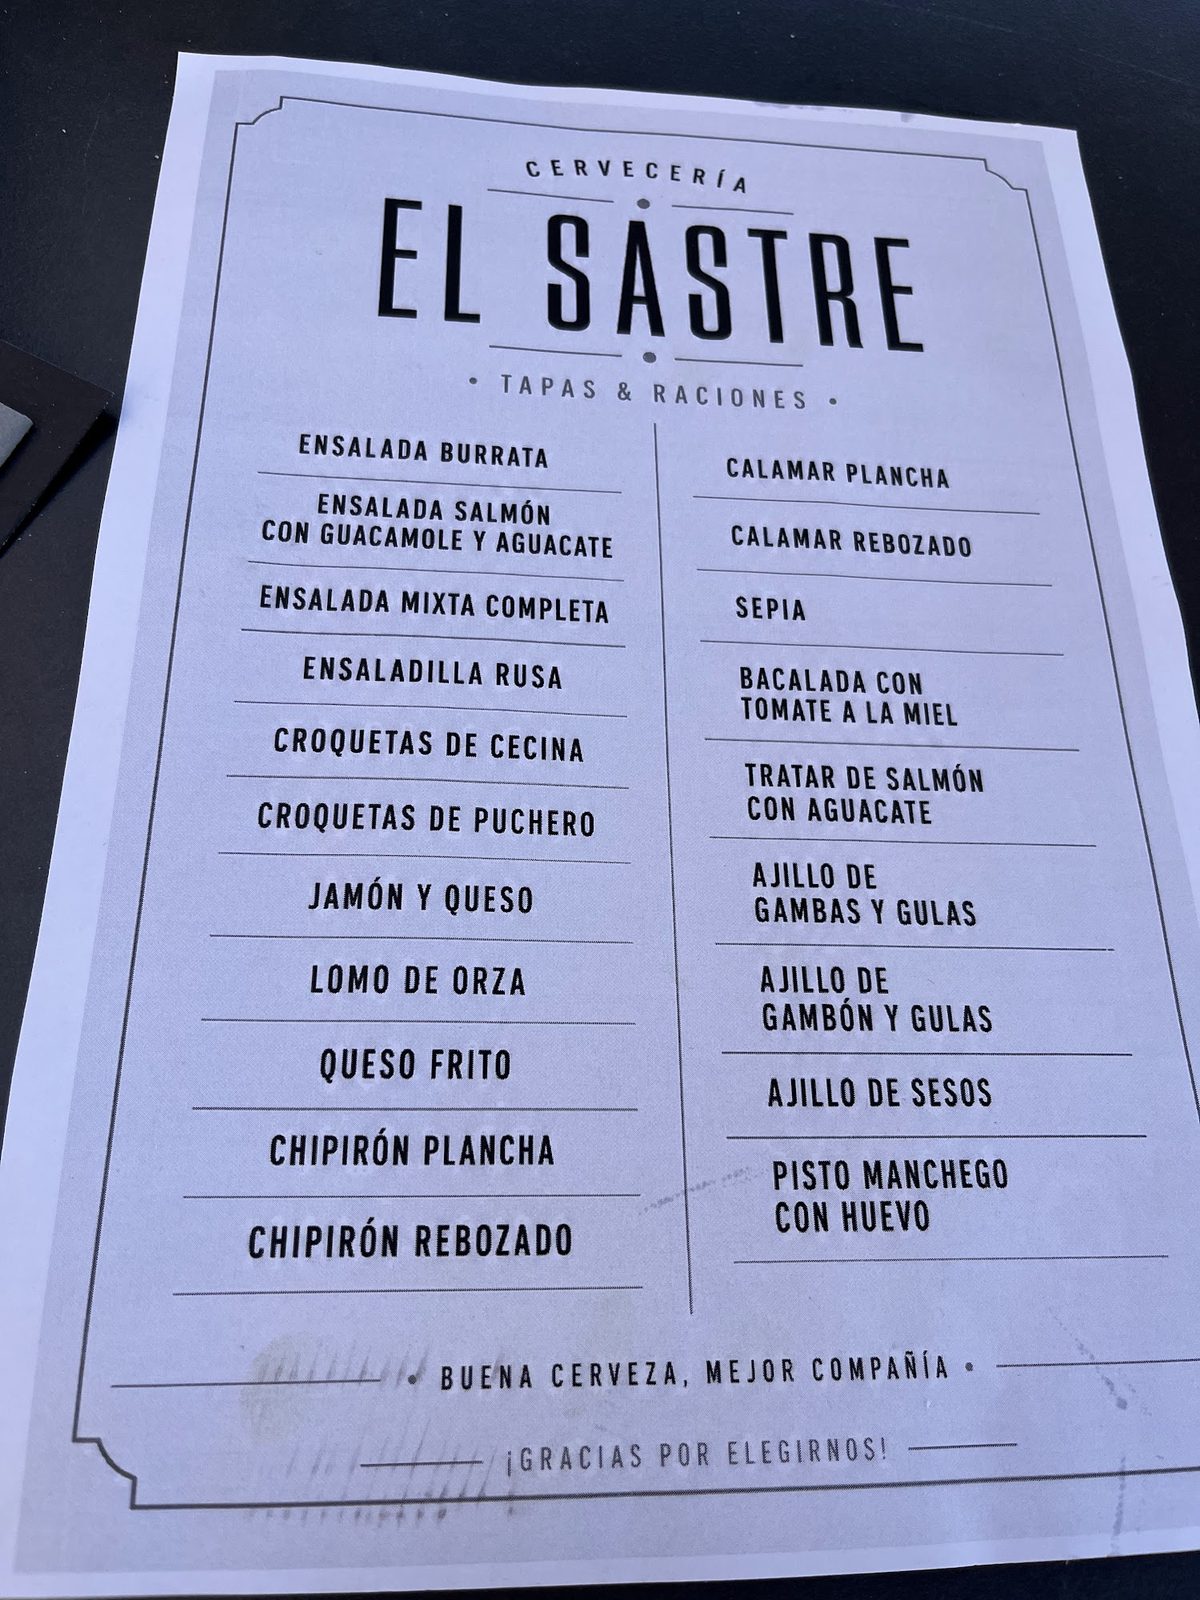 CERVECERÍA
EL SASTRE
• TAPAS & RACIONES •
ENSALADA BURRATA
ENSALADA SALMÓN
CON GUACAMOLE Y AGUACATE
ENSALADA MIXTA COMPLETA
ENSALADILLA RUSA
CROQUETAS DE CECINA
CROQUETAS DE PUCHERO
JAMÓN Y QUESO
LOMO DE ORZA
QUESO FRITO
CHIPIRÓN PLANCHA
CHIPIRÓN REBOZADO
CALAMAR PLANCHA
CALAMAR REBOZADO
SEPIA
BACALADA CON
TOMATE A LA MIEL
TRATAR DE SALMÓN
CON AGUACATE
AJILLO DE
GAMBAS Y GULAS
AJILLO DE
GAMBÓN Y GULAS
AJILLO DE SESOS
PISTO MANCHEGO
CON HUEVO
• BUENA CERVEZA, MEJOR COMPAÑÍA •
¡GRACIAS POR ELEGIRNOS!